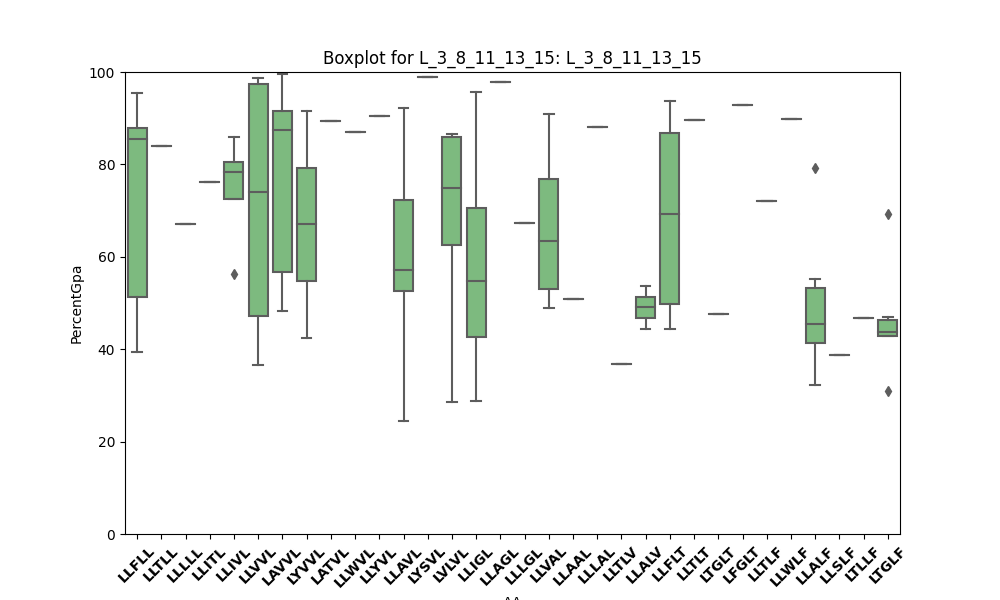 Boxplot for L_3_8_11_13_15: L_3_8_11_13_15
100
80
60
40
20
0
PercentGpa
LLFLL
LLTLL
LLLLL
LLITL
LLIVL
LLVVL
LAVVL
LYVVL
LATVL
LLWVL
LLYVL
LLAVL
LYSVL
LVLVL
LLIGL
LLAGL
LLLGL
LLVAL
LLAAL
LLLAL
LLTLV
LLALV
LLFLT
LLTLT
LTGLT
LFGLT
LLTLF
LLWLF
LLALF
LLSLF
LTLLF
LTGLF